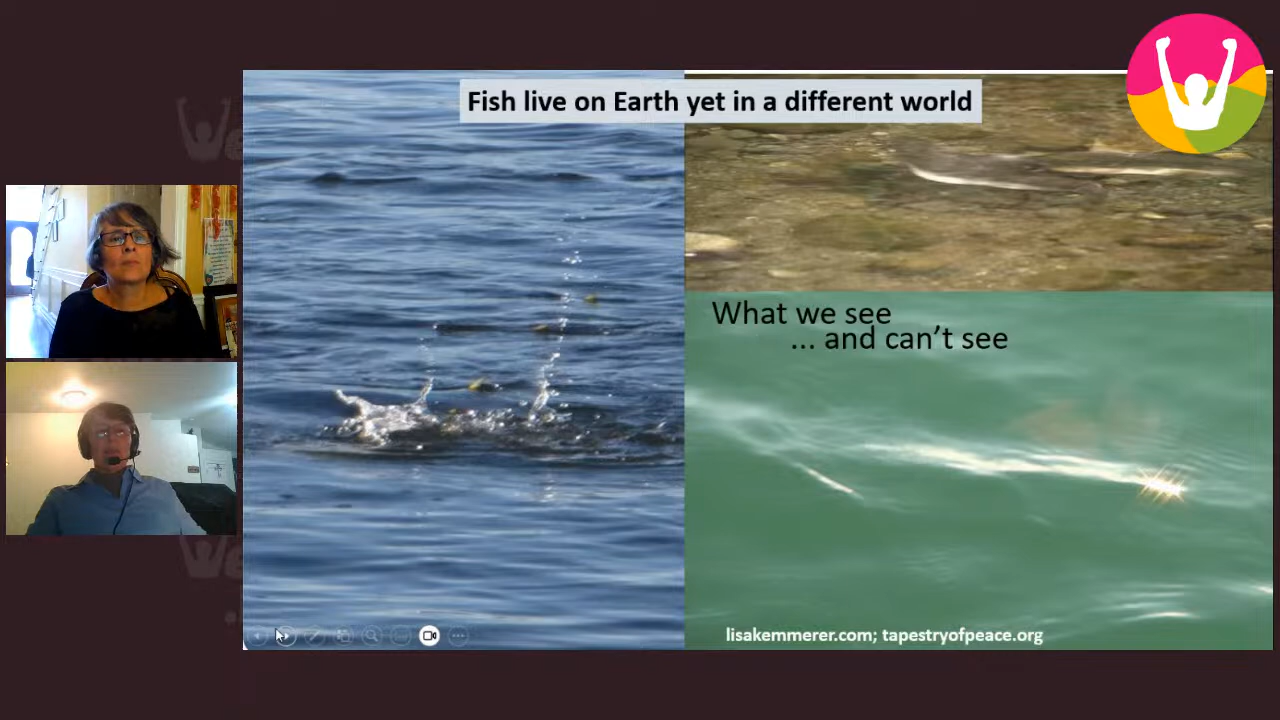 Fish live on Earth yet in a different world
What we see
... and can't see
lisakemmerer.com; tapestryofpeace.org